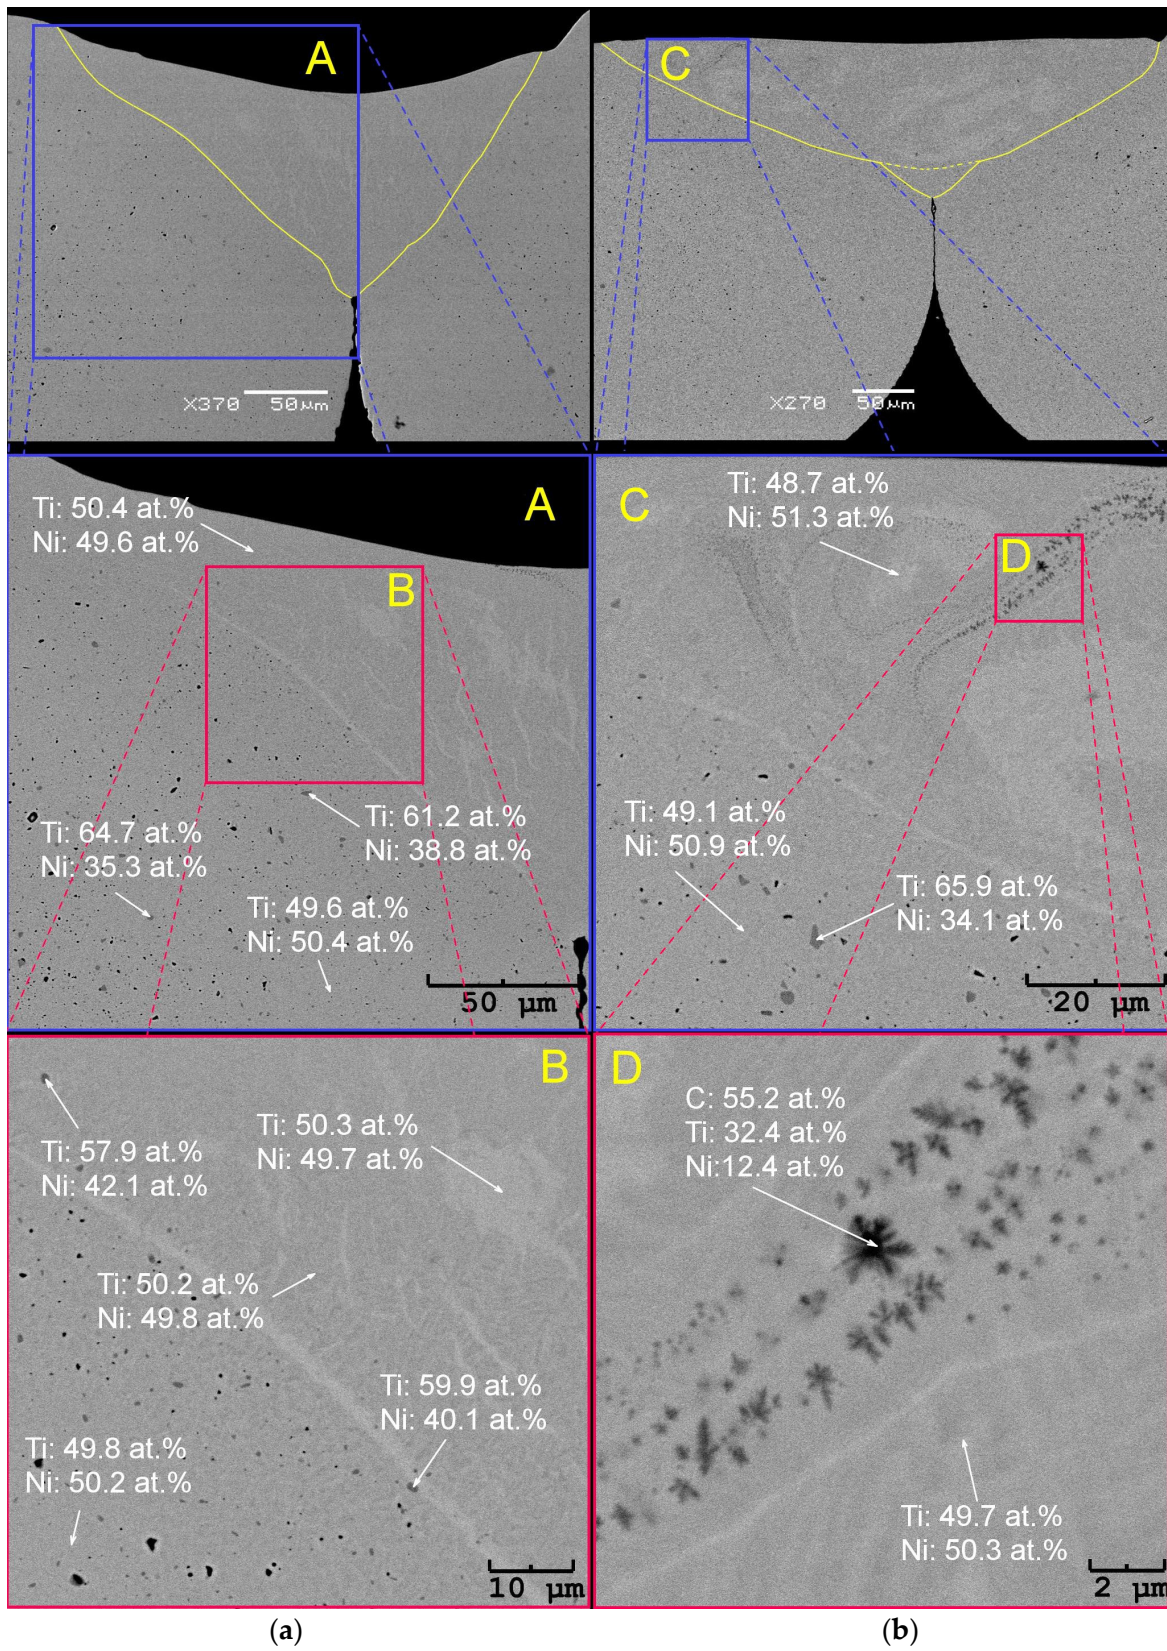 A
X370 50µm
C
X270 50µm
A
Ti: 50.4 at.%
Ni: 49.6 at.%
B
Ti: 61.2 at.%
Ni: 38.8 at.%
Ti: 64.7 at.%
Ni: 35.3 at.%
Ti: 49.6 at.%
Ni: 50.4 at.%
50 µm
C
Ti: 48.7 at.%
Ni: 51.3 at.%
D
Ti: 49.1 at.%
Ni: 50.9 at.%
Ti: 65.9 at.%
Ni: 34.1 at.%
20 µm
B
Ti: 57.9 at.%
Ni: 42.1 at.%
Ti: 50.3 at.%
Ni: 49.7 at.%
Ti: 50.2 at.%
Ni: 49.8 at.%
Ti: 59.9 at.%
Ni: 40.1 at.%
Ti: 49.8 at.%
Ni: 50.2 at.%
10 µm
D
C: 55.2 at.%
Ti: 32.4 at.%
Ni:12.4 at.%
Ti: 49.7 at.%
Ni: 50.3 at.%
2 µm
(a)
(b)